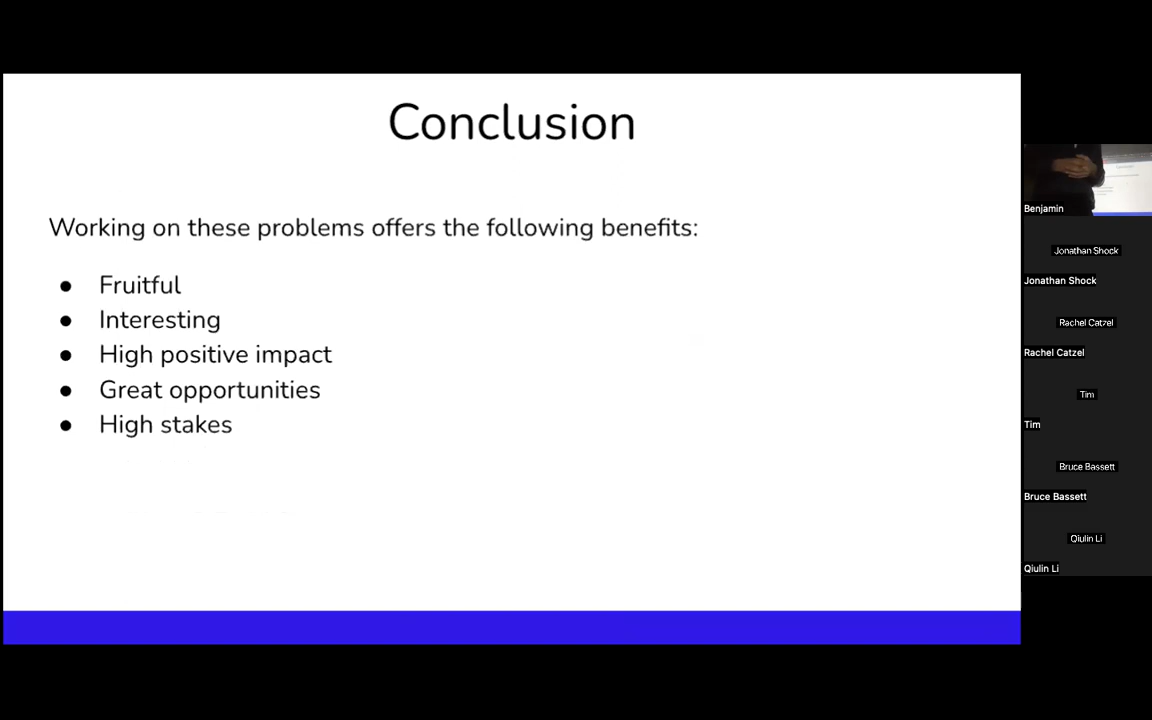 Conclusion
Working on these problems offers the following benefits:
● Fruitful
● Interesting
● High positive impact
● Great opportunities
● High stakes
Benjamin
Jonathan Shock
Jonathan Shock
Rachel Catzel
Rachel Catzel
Tim
Tim
Bruce Bassett
Bruce Bassett
Qiulin Li
Qiulin Li